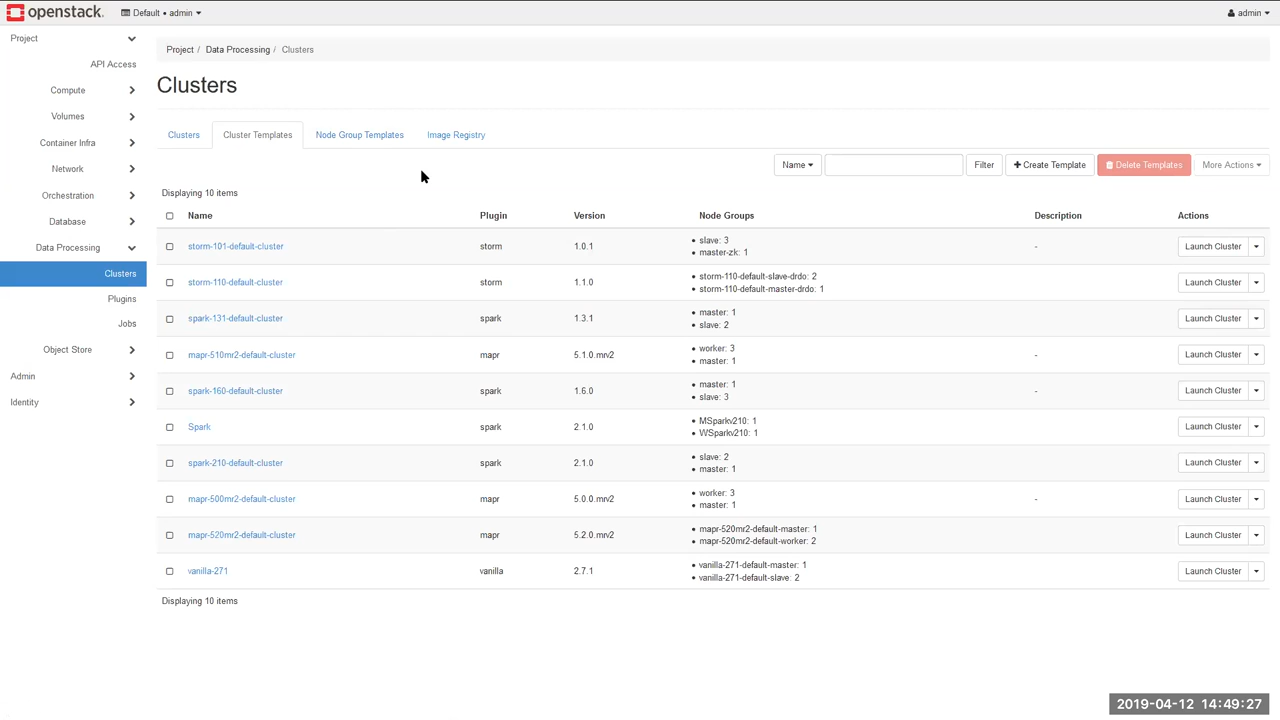 openstack. Default • admin admin
Project
API Access
Compute
Volumes
Container Infra
Network
Orchestration
Database
Data Processing
Clusters
Plugins
Jobs
Object Store
Admin
Identity
Project / Data Processing / Clusters
Clusters
Clusters Cluster Templates Node Group Templates Image Registry
Name Filter + Create Template Delete Templates More Actions
Displaying 10 items
Name Plugin Version Node Groups Description Actions
storm-101-default-cluster storm 1.0.1 • slave: 3 - Launch Cluster
• master-zk: 1
storm-110-default-cluster storm 1.1.0 • storm-110-default-slave-drdo: 2 Launch Cluster
• storm-110-default-master-drdo: 1
spark-131-default-cluster spark 1.3.1 • master: 1 Launch Cluster
• slave: 2
mapr-510mr2-default-cluster mapr 5.1.0.mrv2 • worker: 3 - Launch Cluster
• master: 1
spark-160-default-cluster spark 1.6.0 • master: 1 - Launch Cluster
• slave: 3
Spark spark 2.1.0 • MSparkv210: 1 Launch Cluster
• WSparkv210: 1
spark-210-default-cluster spark 2.1.0 • slave: 2 Launch Cluster
• master: 1
mapr-500mr2-default-cluster mapr 5.0.0.mrv2 • worker: 3 - Launch Cluster
• master: 1
mapr-520mr2-default-cluster mapr 5.2.0.mrv2 • mapr-520mr2-default-master: 1 Launch Cluster
• mapr-520mr2-default-worker: 2
vanilla-271 vanilla 2.7.1 • vanilla-271-default-master: 1 Launch Cluster
• vanilla-271-default-slave: 2
Displaying 10 items
2019-04-12 14:49:27